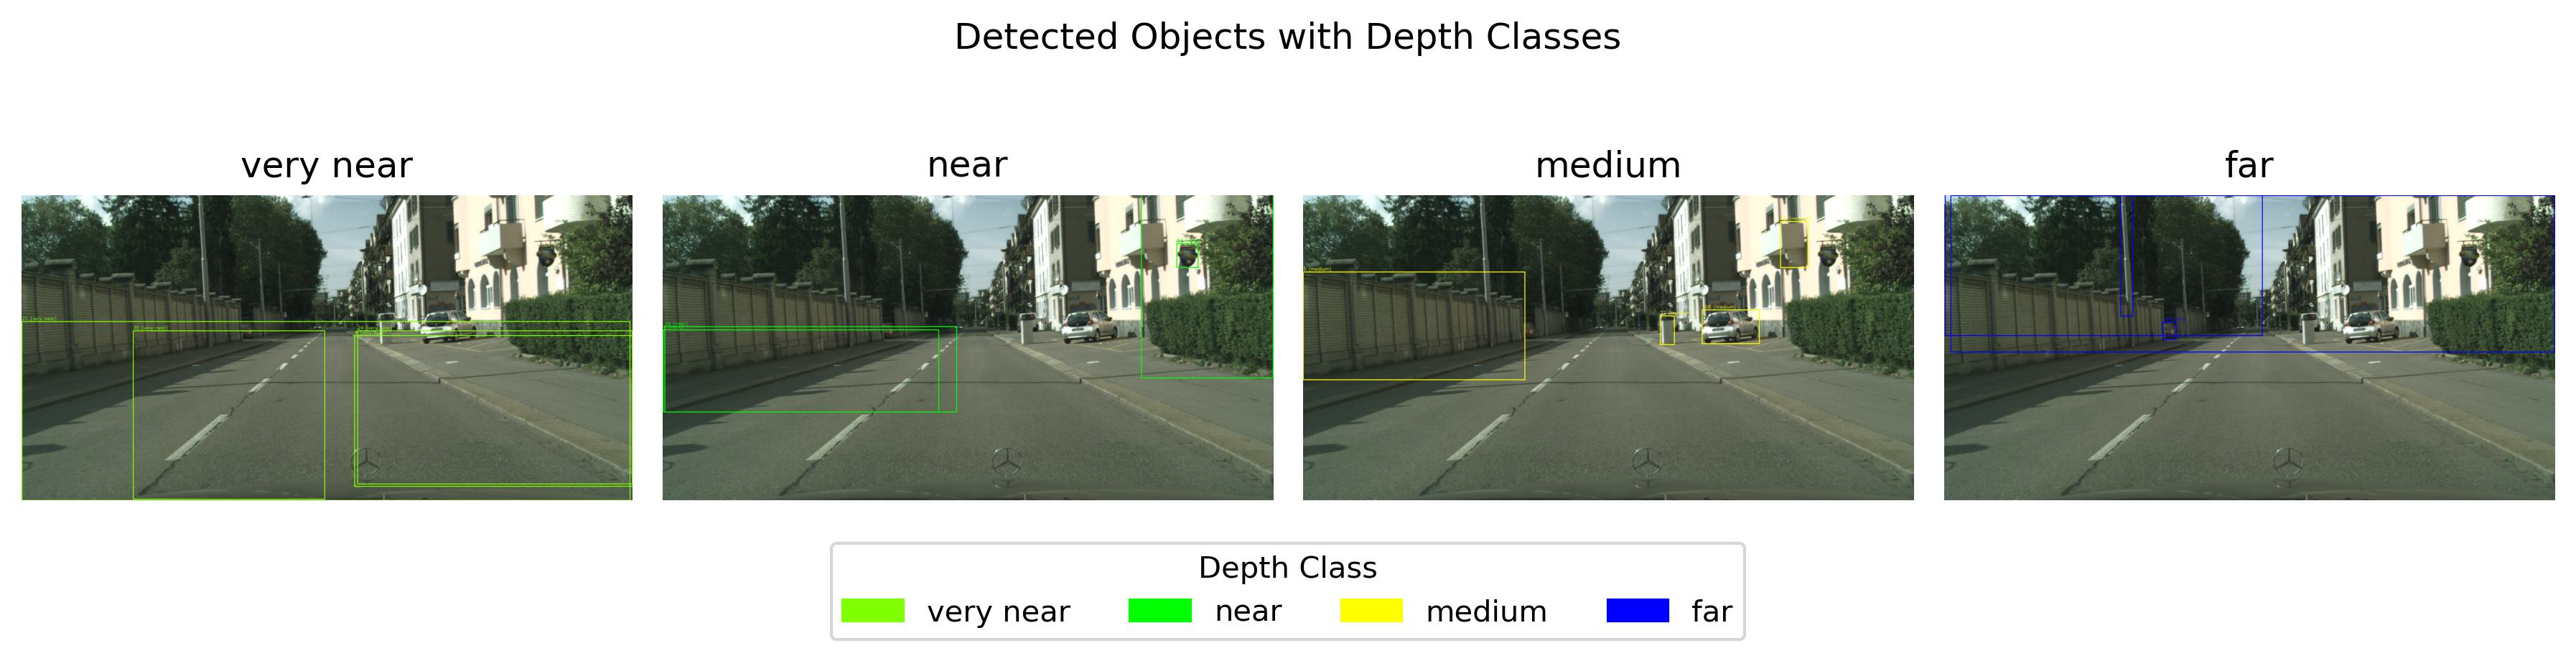 Detected Objects with Depth Classes
very near
near
medium
far
Depth Class
very near
near
medium
far